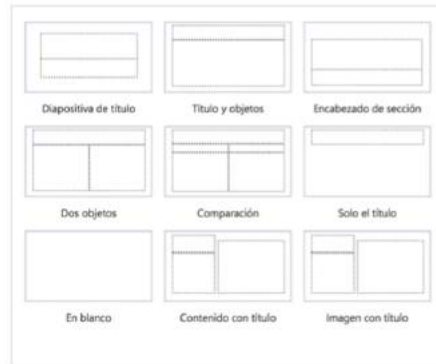 Diapositiva de título
Título y objetos
Encabezado de sección
Dos objetos
Comparación
Solo el título
En blanco
Contenido con título
Imagen con título